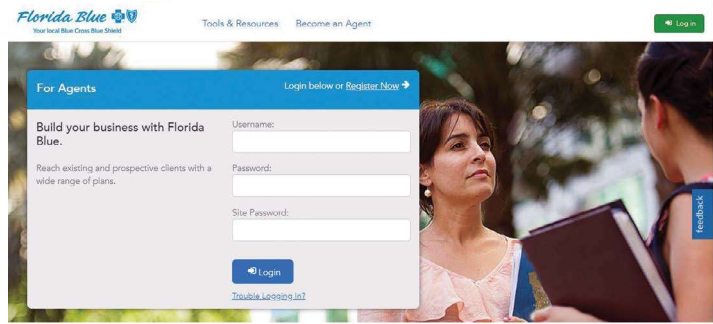 Florida Blue
Your local Blue Cross Blue Shield
Tools & Resources Become an Agent
Log in
For Agents
Login below or Register Now
Build your business with Florida
Blue.
Reach existing and prospective clients with a
wide range of plans.
Username:
Password:
Site Password:
Login
Trouble Logging In?
feedback